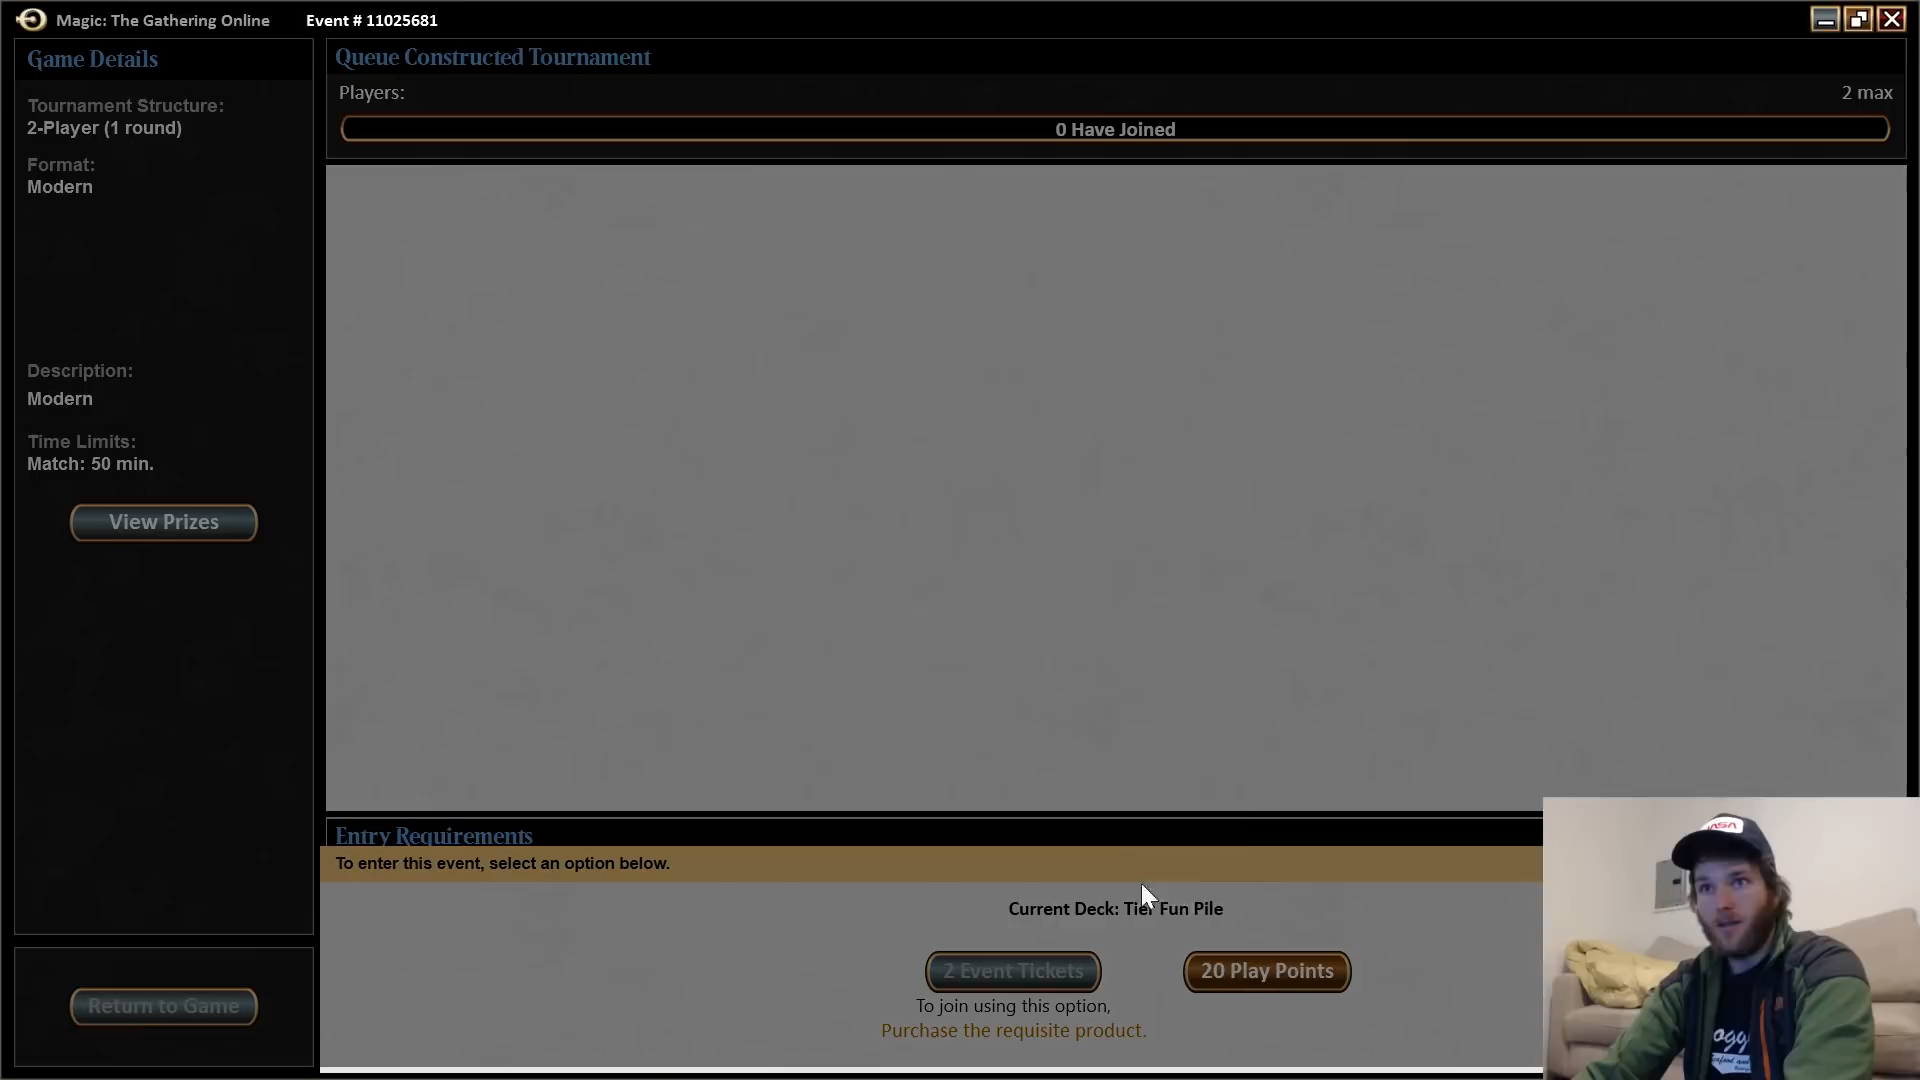 Magic: The Gathering Online
Event # 11025681
Game Details
Tournament Structure:
2-Player (1 round)
Format:
Modern
Description:
Modern
Time Limits:
Match: 50 min.
View Prizes
Return to Game
Queue Constructed Tournament
Players:
2 max
0 Have Joined
Entry Requirements
To enter this event, select an option below.
Current Deck: Tier Fun Pile
2 Event Tickets
20 Play Points
To join using this option,
Purchase the requisite product.
NASA